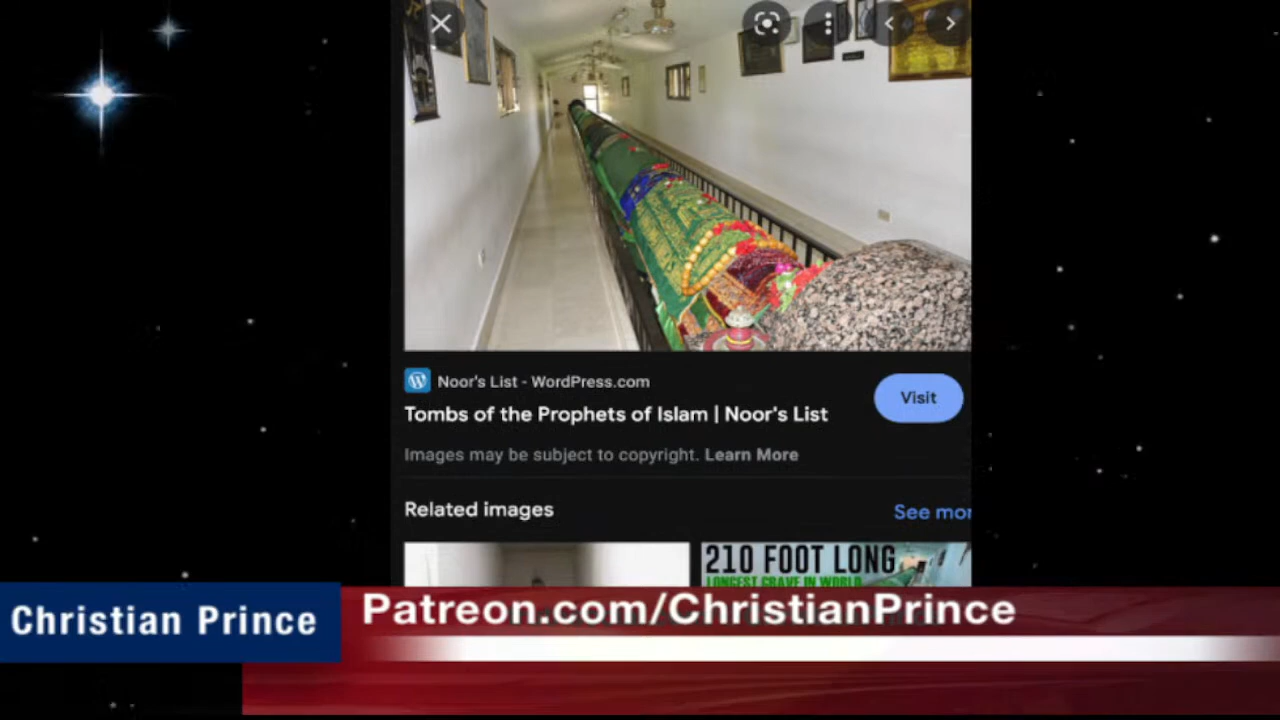 Noor's List - WordPress.com
Tombs of the Prophets of Islam | Noor's List
Visit
Images may be subject to copyright. Learn More
Related images
See mor
210 FOOT LONG
LONGEST GRAVE IN WORLD
Christian Prince
Patreon.com/ChristianPrince